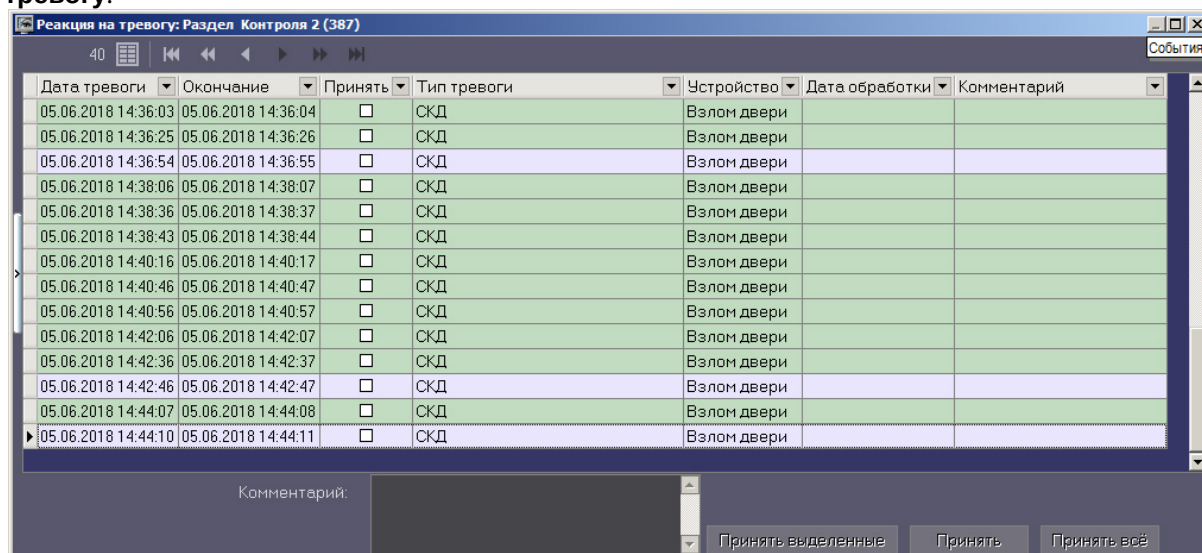 тревогу.
Реакция на тревогу: Раздел Контроля 2 (387)
События
40
Дата тревоги Окончание Принять Тип тревоги Устройство Дата обработки Комментарий
05.06.2018 14:36:03 05.06.2018 14:36:04 СКД Взлом двери
05.06.2018 14:36:25 05.06.2018 14:36:26 СКД Взлом двери
05.06.2018 14:36:54 05.06.2018 14:36:55 СКД Взлом двери
05.06.2018 14:38:06 05.06.2018 14:38:07 СКД Взлом двери
05.06.2018 14:38:36 05.06.2018 14:38:37 СКД Взлом двери
05.06.2018 14:38:43 05.06.2018 14:38:44 СКД Взлом двери
05.06.2018 14:40:16 05.06.2018 14:40:17 СКД Взлом двери
05.06.2018 14:40:46 05.06.2018 14:40:47 СКД Взлом двери
05.06.2018 14:40:56 05.06.2018 14:40:57 СКД Взлом двери
05.06.2018 14:42:06 05.06.2018 14:42:07 СКД Взлом двери
05.06.2018 14:42:36 05.06.2018 14:42:37 СКД Взлом двери
05.06.2018 14:42:46 05.06.2018 14:42:47 СКД Взлом двери
05.06.2018 14:44:07 05.06.2018 14:44:08 СКД Взлом двери
05.06.2018 14:44:10 05.06.2018 14:44:11 СКД Взлом двери
Комментарий:
Принять выделенные Принять Принять всё